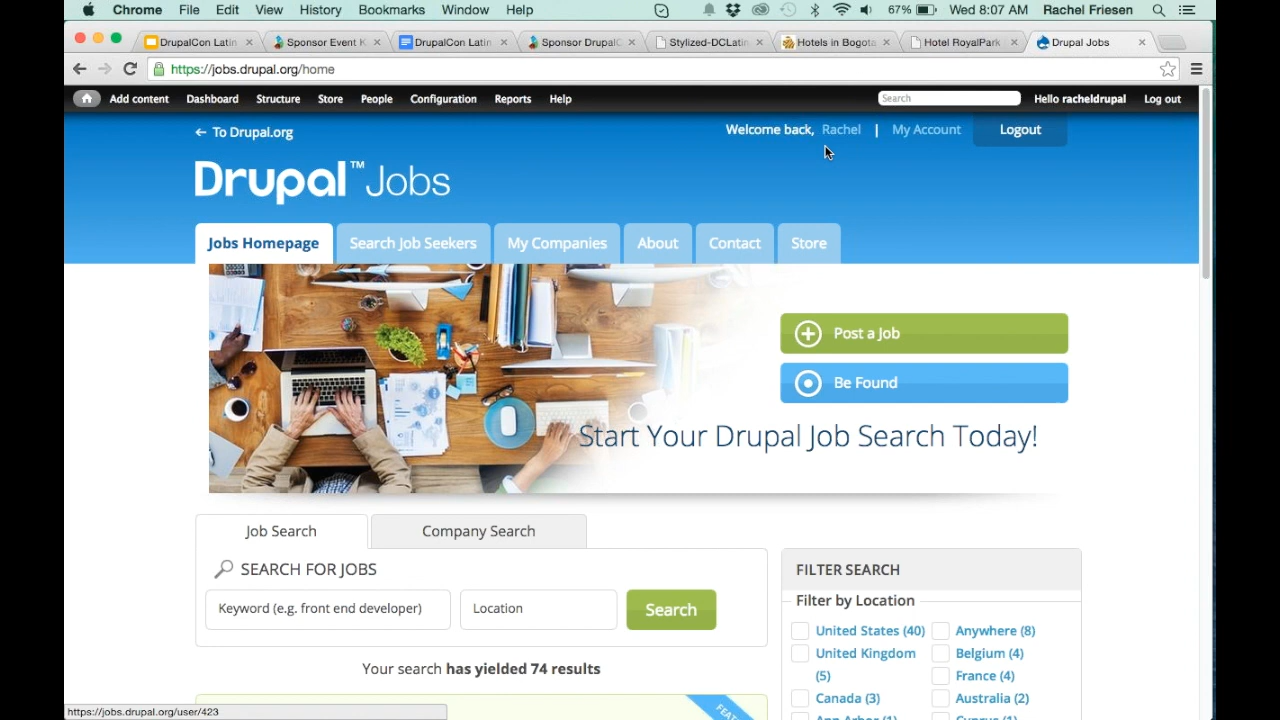 Chrome File Edit View History Bookmarks Window Help 67% Wed 8:07 AM Rachel Friesen
DrupalCon Latin Sponsor Event K DrupalCon Latin Sponsor DrupalC Stylized-DCLatin Hotels in Bogota Hotel RoyalPark Drupal Jobs
https://jobs.drupal.org/home
Add content Dashboard Structure Store People Configuration Reports Help Search Hello racheldrupal Log out
← To Drupal.org Welcome back, Rachel | My Account Logout
Drupal™ Jobs
Jobs Homepage Search Job Seekers My Companies About Contact Store
Post a Job
Be Found
Start Your Drupal Job Search Today!
Job Search Company Search
SEARCH FOR JOBS
Keyword (e.g. front end developer) Location Search
Your search has yielded 74 results
FILTER SEARCH
Filter by Location
United States (40) Anywhere (8)
United Kingdom (5) Belgium (4)
France (4)
Canada (3) Australia (2)
https://jobs.drupal.org/user/423